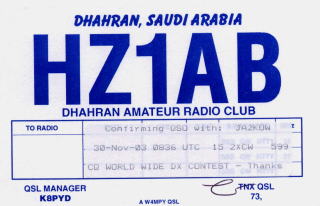 DHAHRAN, SAUDI ARABIA
HZ1AB
DHAHRAN AMATEUR RADIO CLUB
TO RADIO Confirming QSO with: JA2KOW
30-Nov-03 0836 UTC 15 2XCW 599
CQ WORLD WIDE DX CONTEST - Thanks
QSL MANAGER
K8PYD
TNX QSL
73,
A W4MPY QSL